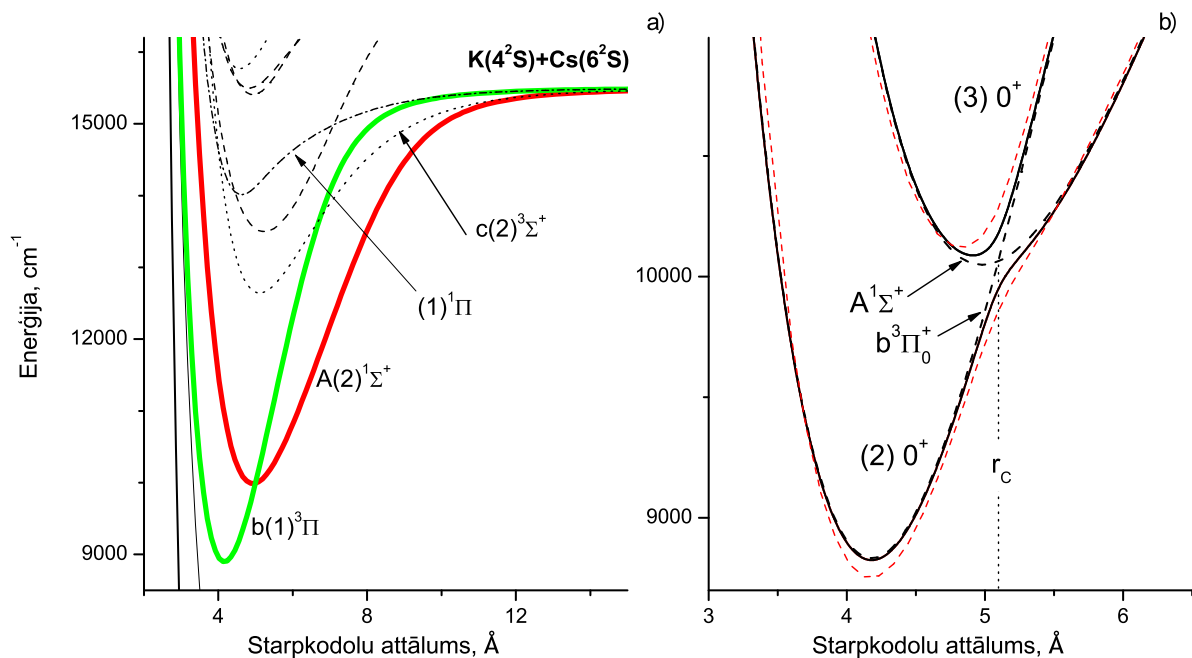 a)
K(4²S)+Cs(6²S)
15000
12000
9000
Enerģija, cm⁻¹
c(2)³Σ⁺
(1)¹Π
A(2)¹Σ⁺
b(1)³Π
4
8
12
Starpkodolu attālums, Å
b)
(3) 0⁺
10000
9000
A¹Σ⁺
b³Π₀⁺
(2) 0⁺
r_C
3
4
5
6
Starpkodolu attālums, Å